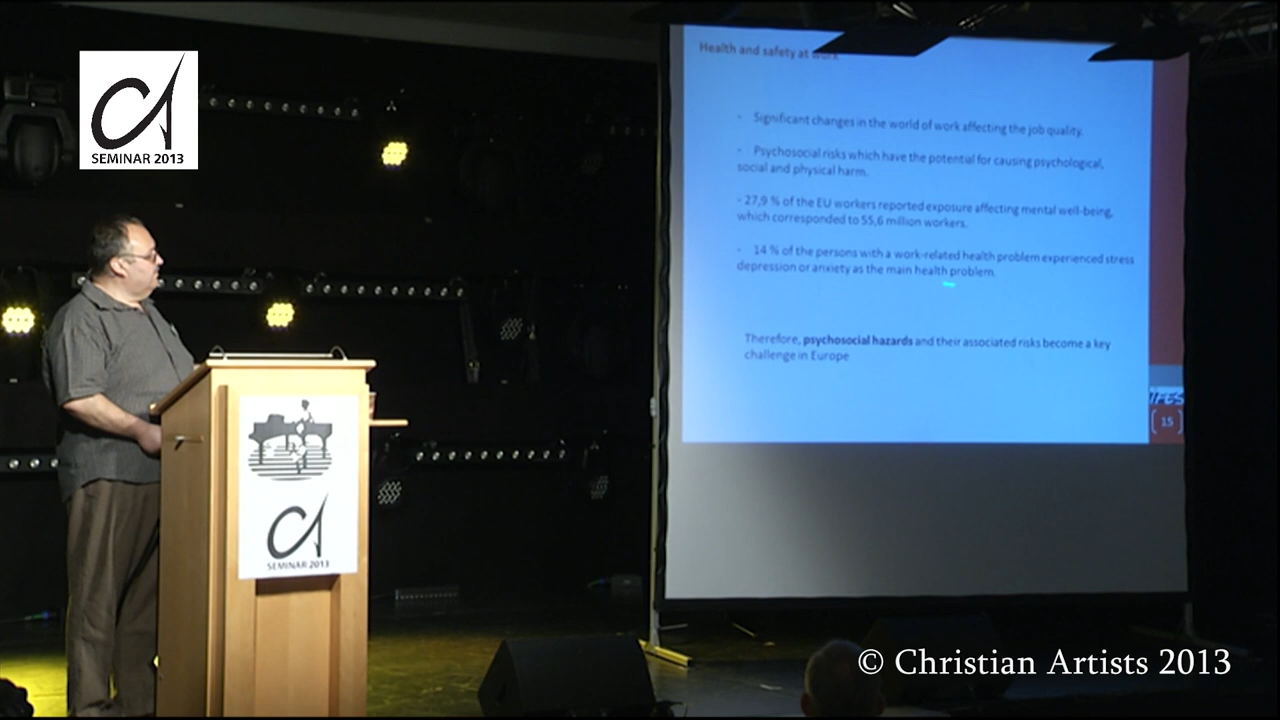 CA
SEMINAR 2013
Health and safety at work
- Significant changes in the world of work affecting the job quality.
- Psychosocial risks which have the potential for causing psychological,
social and physical harm.
- 27,9 % of the EU workers reported exposure affecting mental well-being,
which corresponded to 55,6 million workers.
- 14 % of the persons with a work-related health problem experienced stress
depression or anxiety as the main health problem.
Therefore, psychosocial hazards and their associated risks become a key
challenge in Europe
15
CA
SEMINAR 2013
© Christian Artists 2013